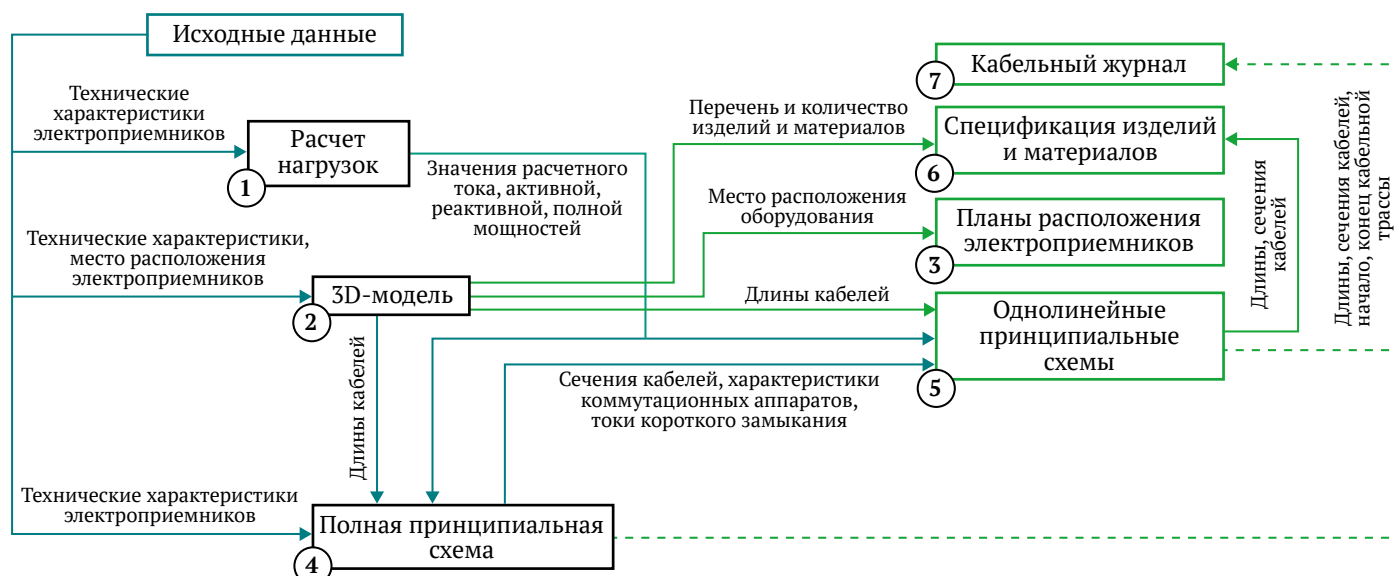 Исходные данные
Технические
характеристики
электроприемников
Расчет
нагрузок
1
Значения расчетного
тока, активной,
реактивной, полной
мощностей
Технические характеристики,
место расположения
электроприемников
3D-модель
2
Длины кабелей
Технические характеристики
электроприемников
Полная принципиальная
схема
4
Перечень и количество
изделий и материалов
Место расположения
оборудования
Длины кабелей
Сечения кабелей, характеристики
коммутационных аппаратов,
токи короткого замыкания
Кабельный журнал
7
Спецификация изделий
и материалов
6
Планы расположения
электроприемников
3
Однолинейные
принципиальные
схемы
5
Длины, сечения
кабелей
Длины, сечения кабелей,
начало, конец кабельной
трассы